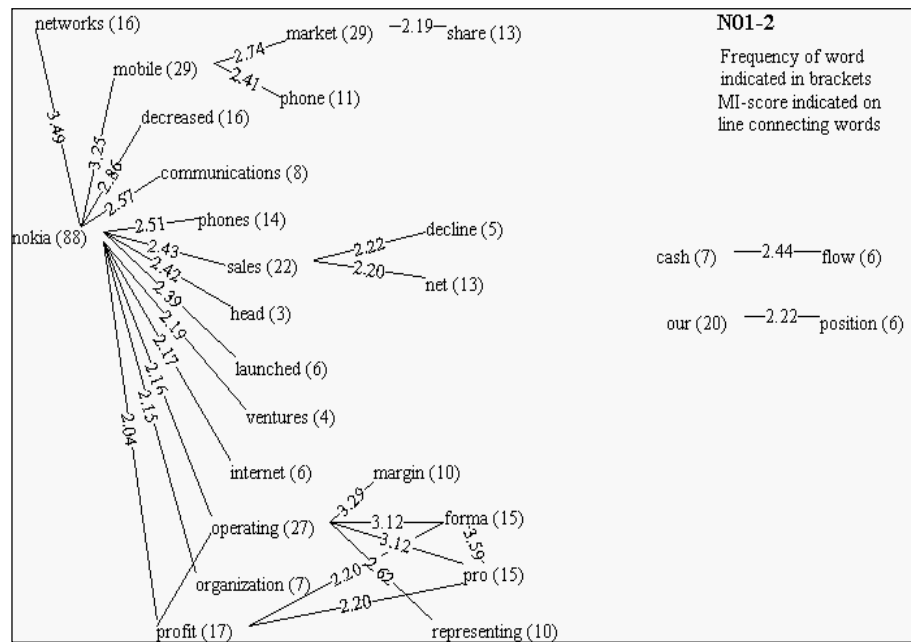 networks (16)
market (29) 2.19 share (13)
N01-2
2.74
mobile (29)
2.41
phone (11)
Frequency of word
indicated in brackets
MI-score indicated on
line connecting words
decreased (16)
3.49
3.25
2.86
communications (8)
2.57
phones (14)
2.51
nokia (88)
decline (5)
2.22
2.43
sales (22)
2.20
net (13)
cash (7) 2.44 flow (6)
2.42
2.39
head (3)
our (20) 2.22 position (6)
2.19
2.17
launched (6)
2.16
2.15
ventures (4)
2.04
internet (6)
margin (10)
3.29
operating (27)
3.12
forma (15)
3.12
3.59
pro (15)
2.20
2.62
organization (7)
2.20
profit (17)
representing (10)